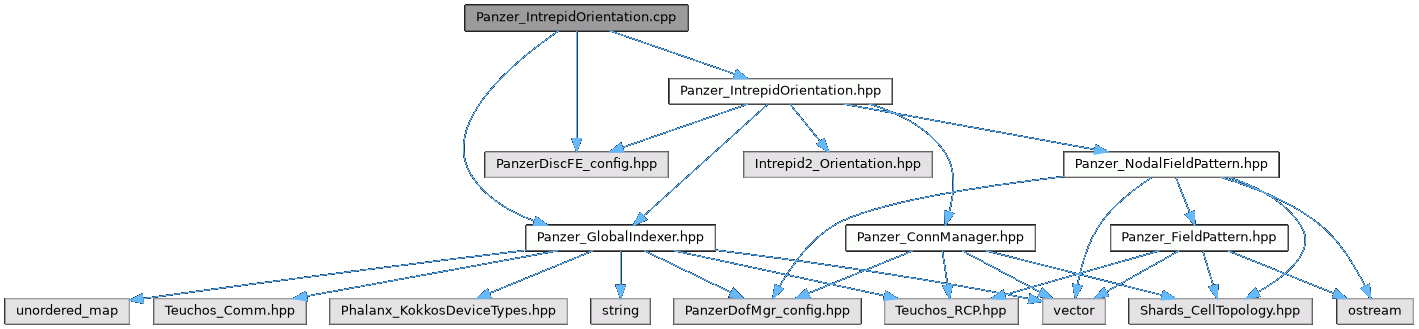 Panzer_IntrepidOrientation.cpp
Panzer_IntrepidOrientation.hpp
PanzerDiscFE_config.hpp
Intrepid2_Orientation.hpp
Panzer_NodalFieldPattern.hpp
Panzer_GlobalIndexer.hpp
Panzer_ConnManager.hpp
Panzer_FieldPattern.hpp
unordered_map
Teuchos_Comm.hpp
Phalanx_KokkosDeviceTypes.hpp
string
PanzerDofMgr_config.hpp
Teuchos_RCP.hpp
vector
Shards_CellTopology.hpp
ostream